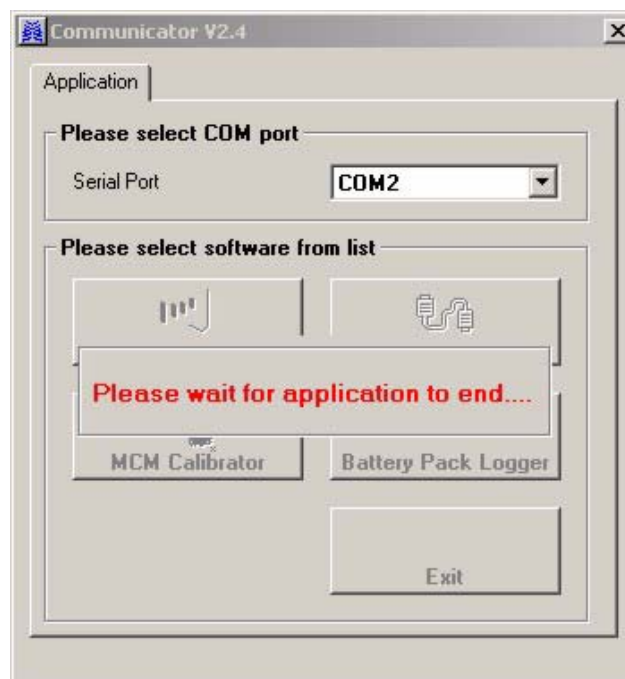 Communicator V2.4
Application
Please select COM port
Serial Port COM2
Please select software from list
Please wait for application to end....
MCM Calibrator Battery Pack Logger
Exit